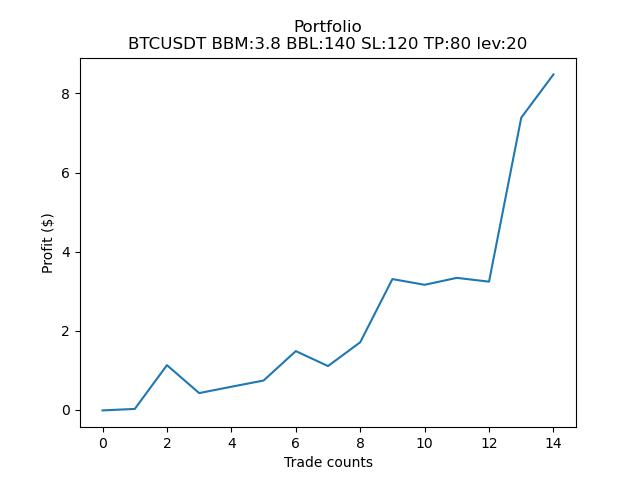 Portfolio
BTCUSDT BBM:3.8 BBL:140 SL:120 TP:80 lev:20
8
6
4
2
0
Profit ($)
0 2 4 6 8 10 12 14
Trade counts